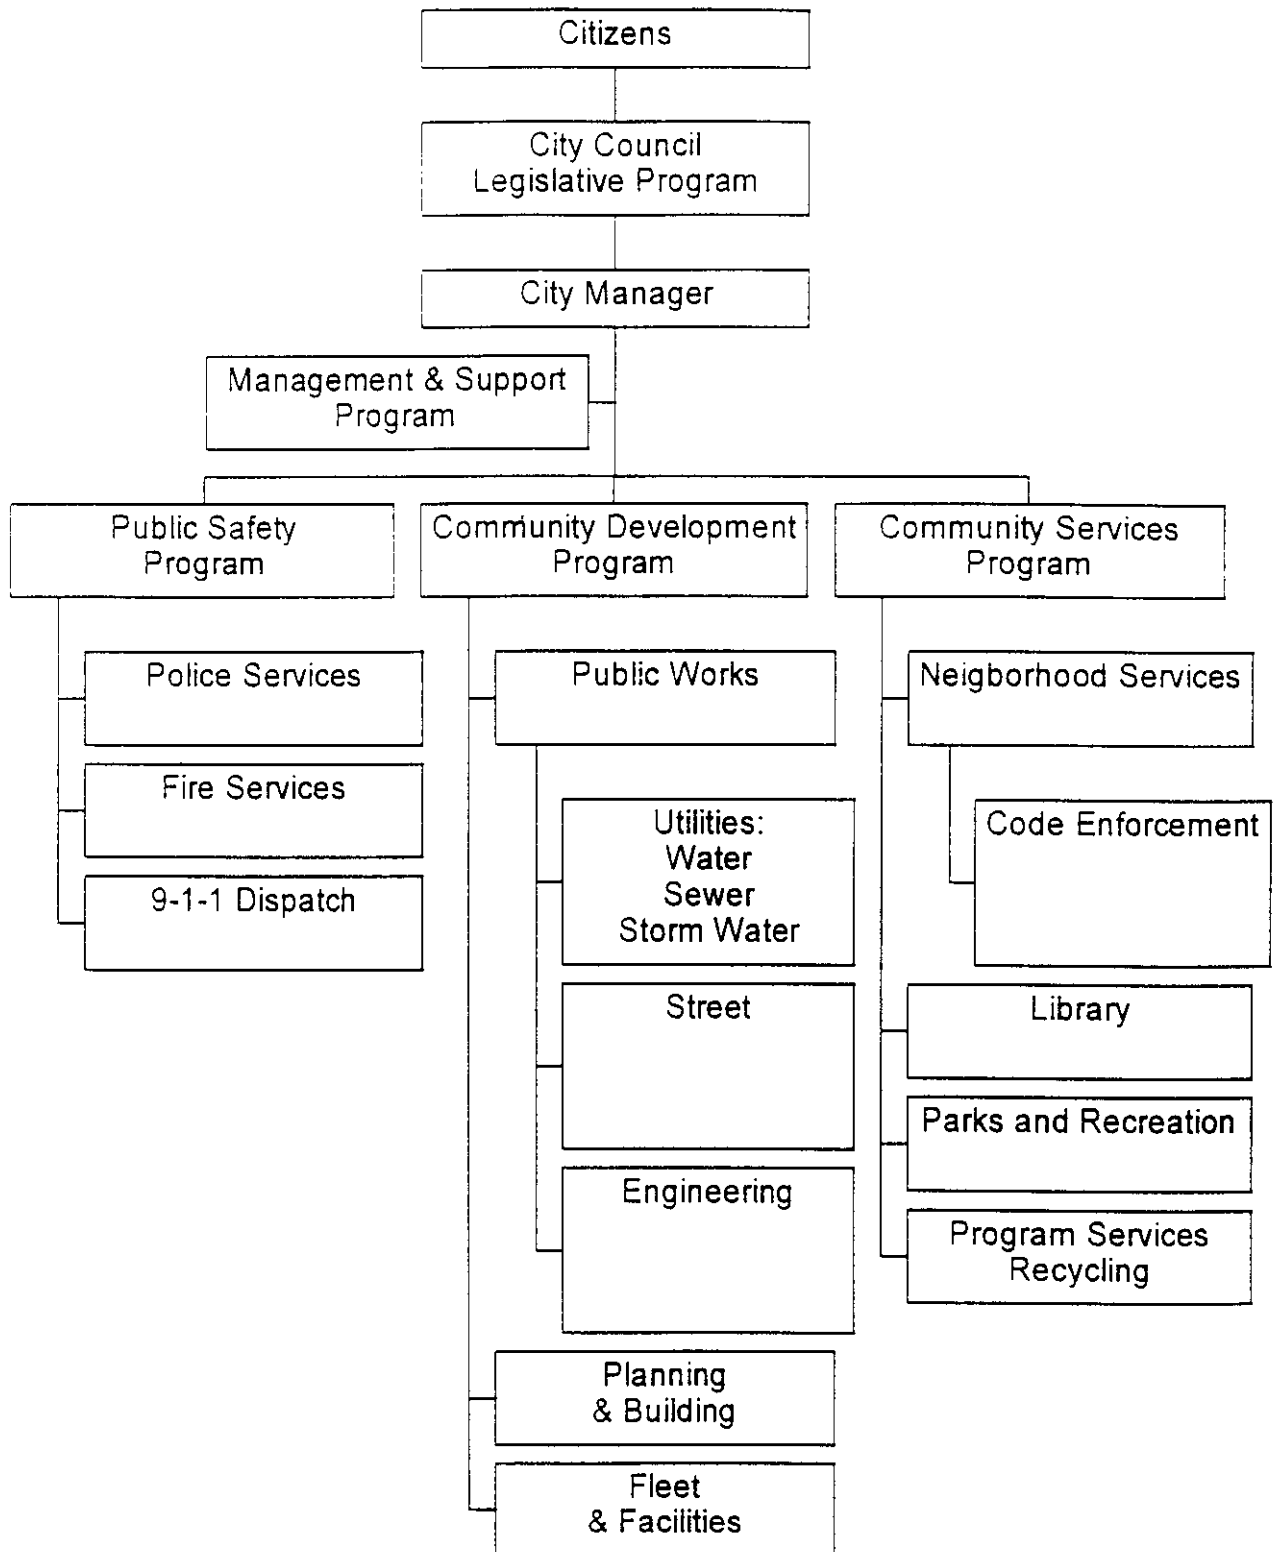 Citizens
City Council
Legislative Program
City Manager
Management & Support
Program
Public Safety
Program
Police Services
Fire Services
9-1-1 Dispatch
Community Development
Program
Public Works
Utilities:
Water
Sewer
Storm Water
Street
Engineering
Planning
& Building
Fleet
& Facilities
Community Services
Program
Neigborhood Services
Code Enforcement
Library
Parks and Recreation
Program Services
Recycling